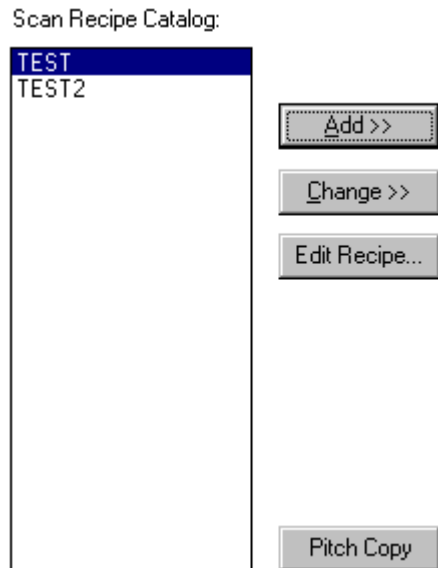 Scan Recipe Catalog:
TEST
TEST2
Add >>
Change >>
Edit Recipe...
Pitch Copy